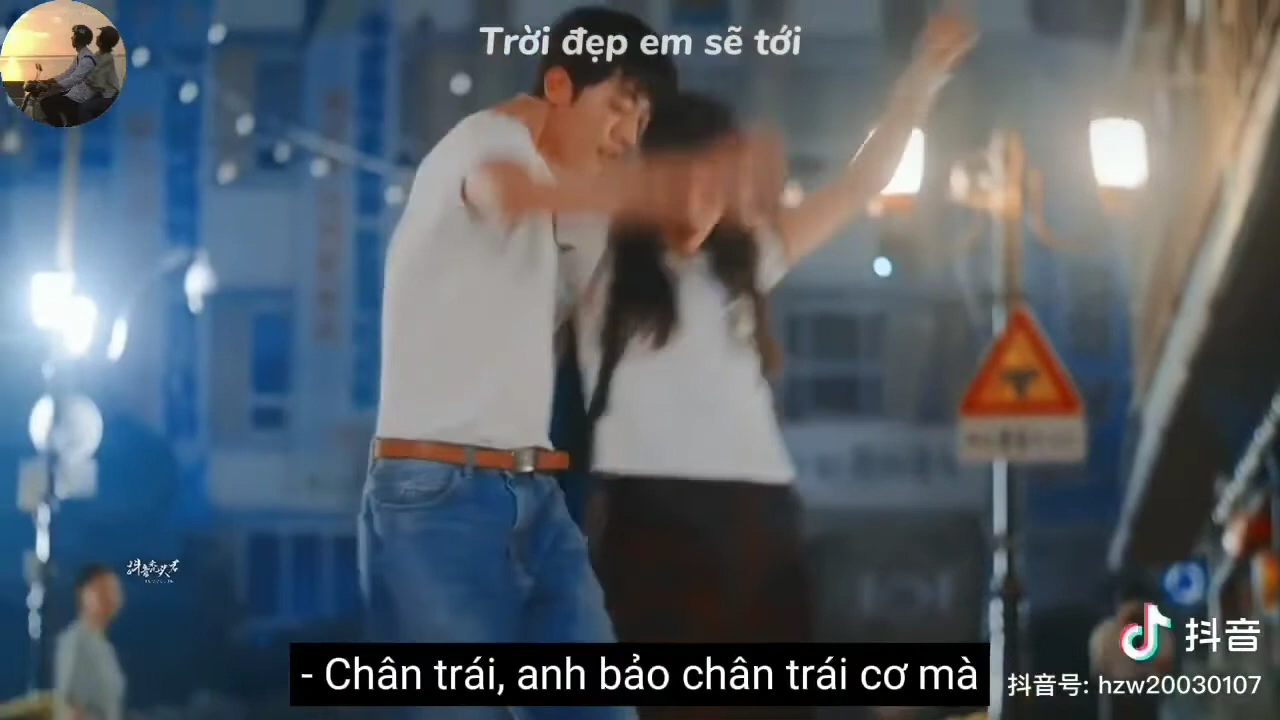 Trời đẹp em sẽ tới
- Chân trái, anh bảo chân trái cơ mà
抖音
抖音号: hzw20030107